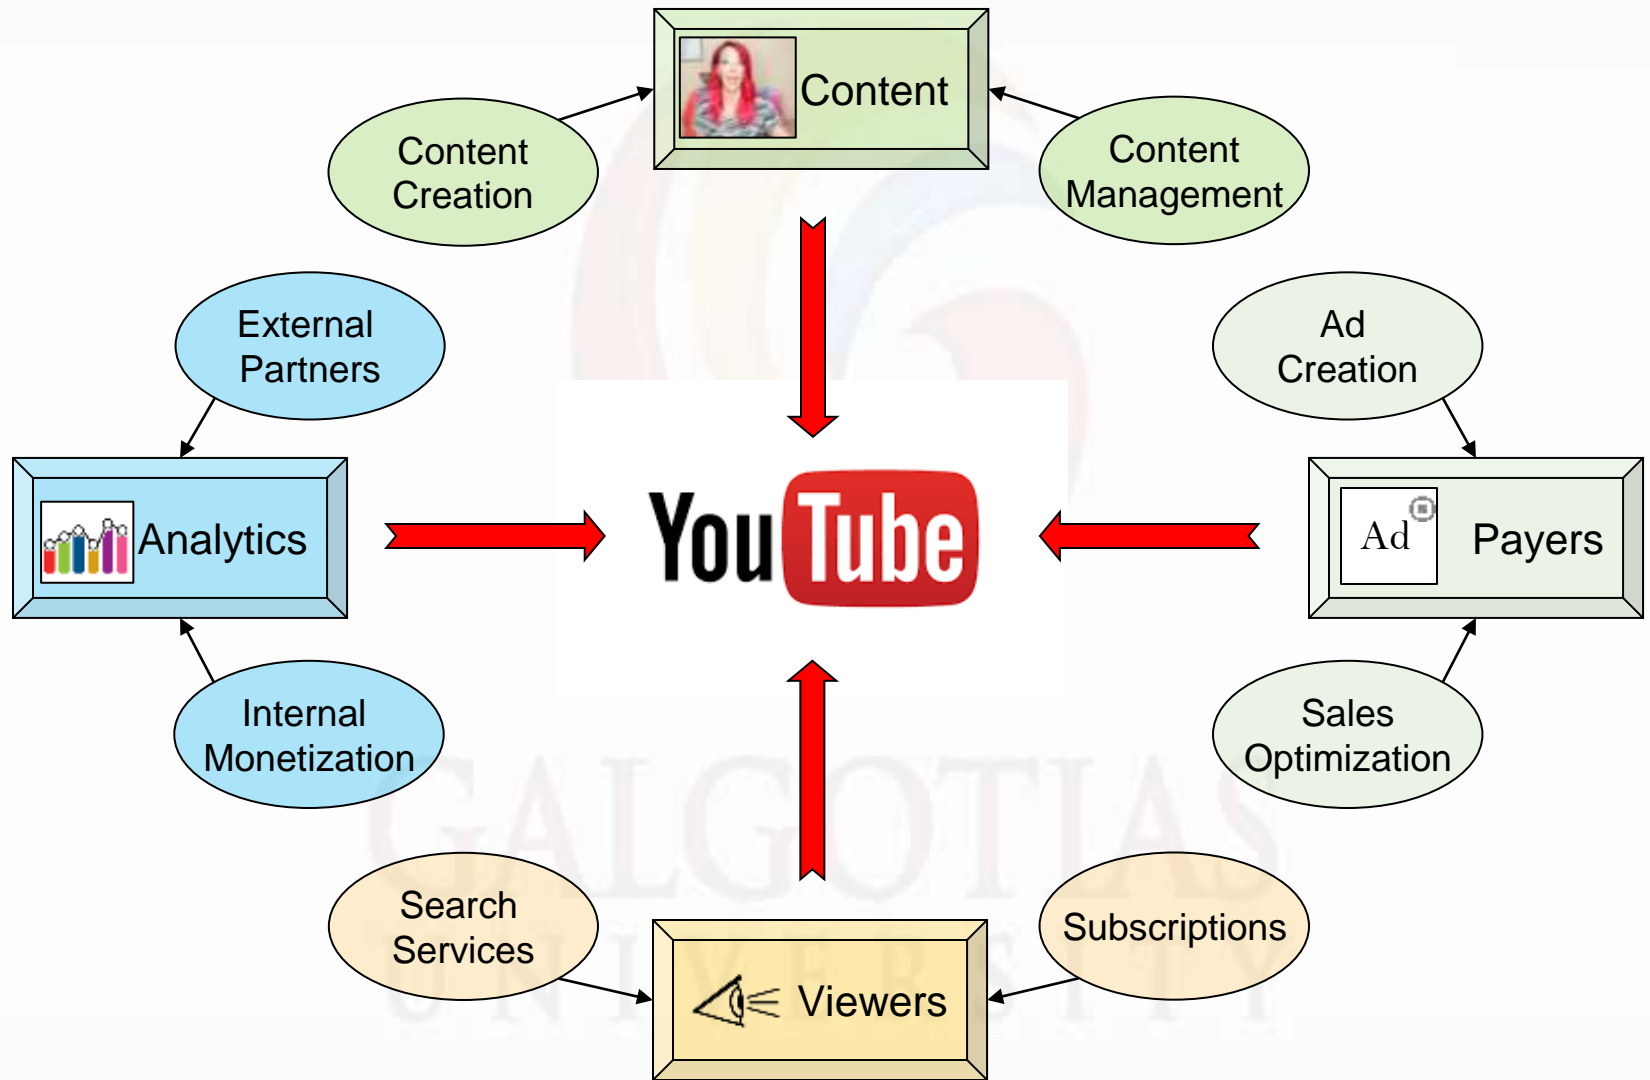 Content
Content
Creation
Content
Management
External
Partners
Ad
Creation
Analytics
YouTube
Ad
Payers
Internal
Monetization
Sales
Optimization
GALGOTIAS
UNIVERSITY
Search
Services
Subscriptions
Viewers